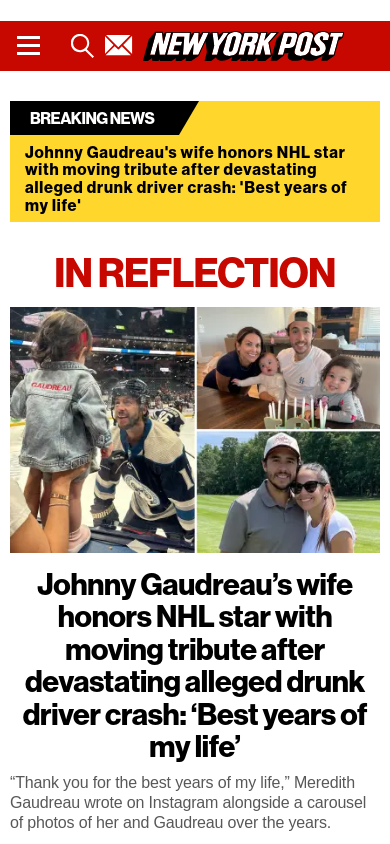 NEW YORK POST
BREAKING NEWS
Johnny Gaudreau's wife honors NHL star
with moving tribute after devastating
alleged drunk driver crash: 'Best years of
my life'
IN REFLECTION
GAUDREAU
Johnny Gaudreau’s wife
honors NHL star with
moving tribute after
devastating alleged drunk
driver crash: ‘Best years of
my life’
“Thank you for the best years of my life,” Meredith
Gaudreau wrote on Instagram alongside a carousel
of photos of her and Gaudreau over the years.